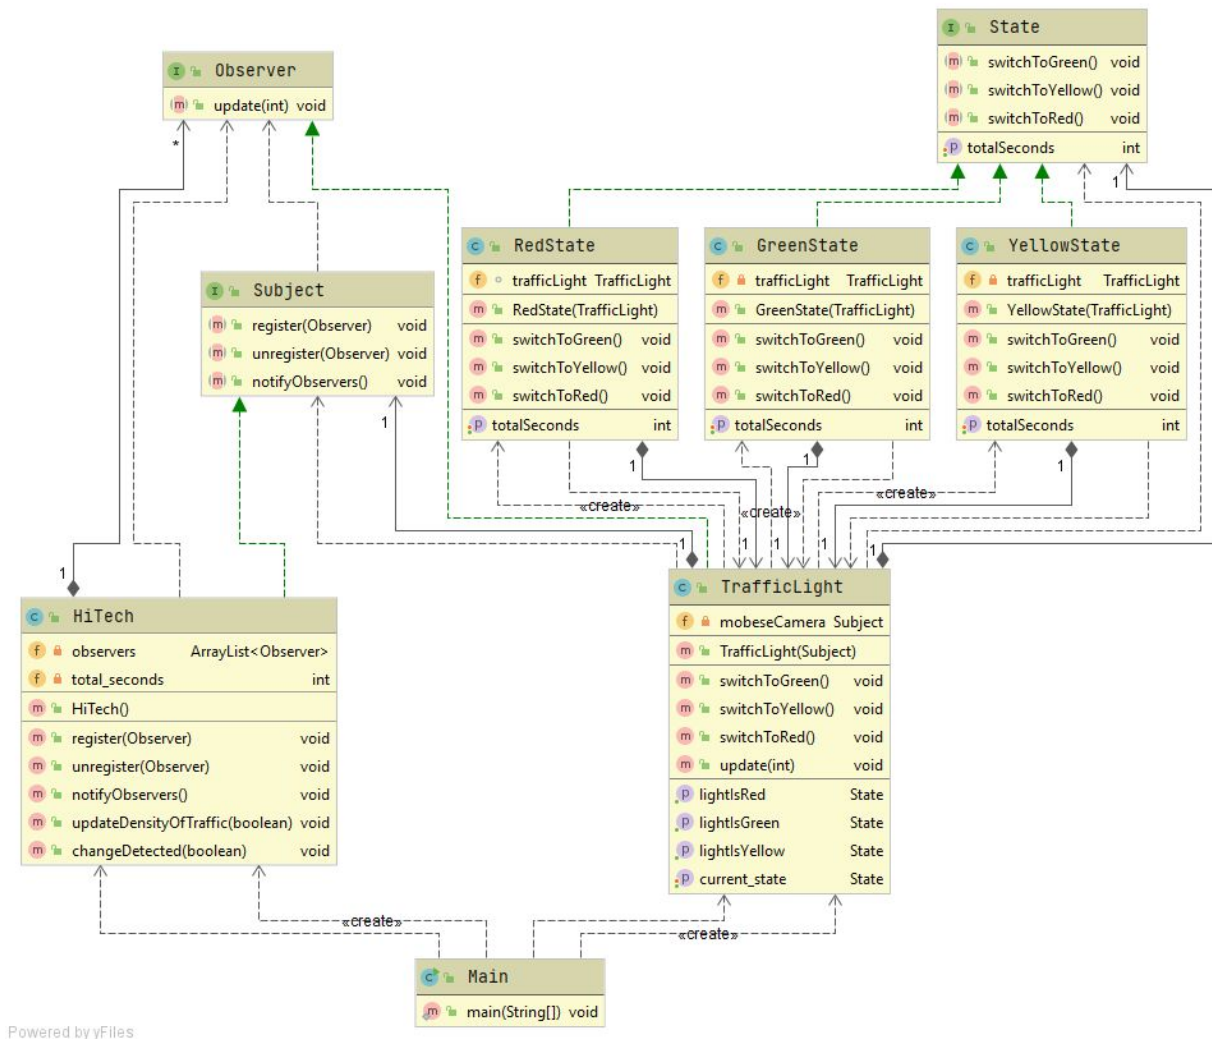 State
switchToGreen() void
switchToYellow() void
switchToRed() void
totalSeconds int
1
Observer
update(int) void
*
RedState
trafficLight TrafficLight
RedState(TrafficLight)
switchToGreen() void
switchToYellow() void
switchToRed() void
totalSeconds int
1
GreenState
trafficLight TrafficLight
GreenState(TrafficLight)
switchToGreen() void
switchToYellow() void
switchToRed() void
totalSeconds int
1
YellowState
trafficLight TrafficLight
YellowState(TrafficLight)
switchToGreen() void
switchToYellow() void
switchToRed() void
totalSeconds int
1
Subject
register(Observer) void
unregister(Observer) void
notifyObservers() void
1
«create»
«create»
«create»
1
1
1
1
1
1
1
HiTech
observers ArrayList<Observer>
total_seconds int
HiTech()
register(Observer) void
unregister(Observer) void
notifyObservers() void
updateDensityOfTraffic(boolean) void
changeDetected(boolean) void
TrafficLight
mobeseCamera Subject
TrafficLight(Subject)
switchToGreen() void
switchToYellow() void
switchToRed() void
update(int) void
lightIsRed State
lightIsGreen State
lightIsYellow State
current_state State
«create»
«create»
Main
main(String[]) void
Powered by yFiles